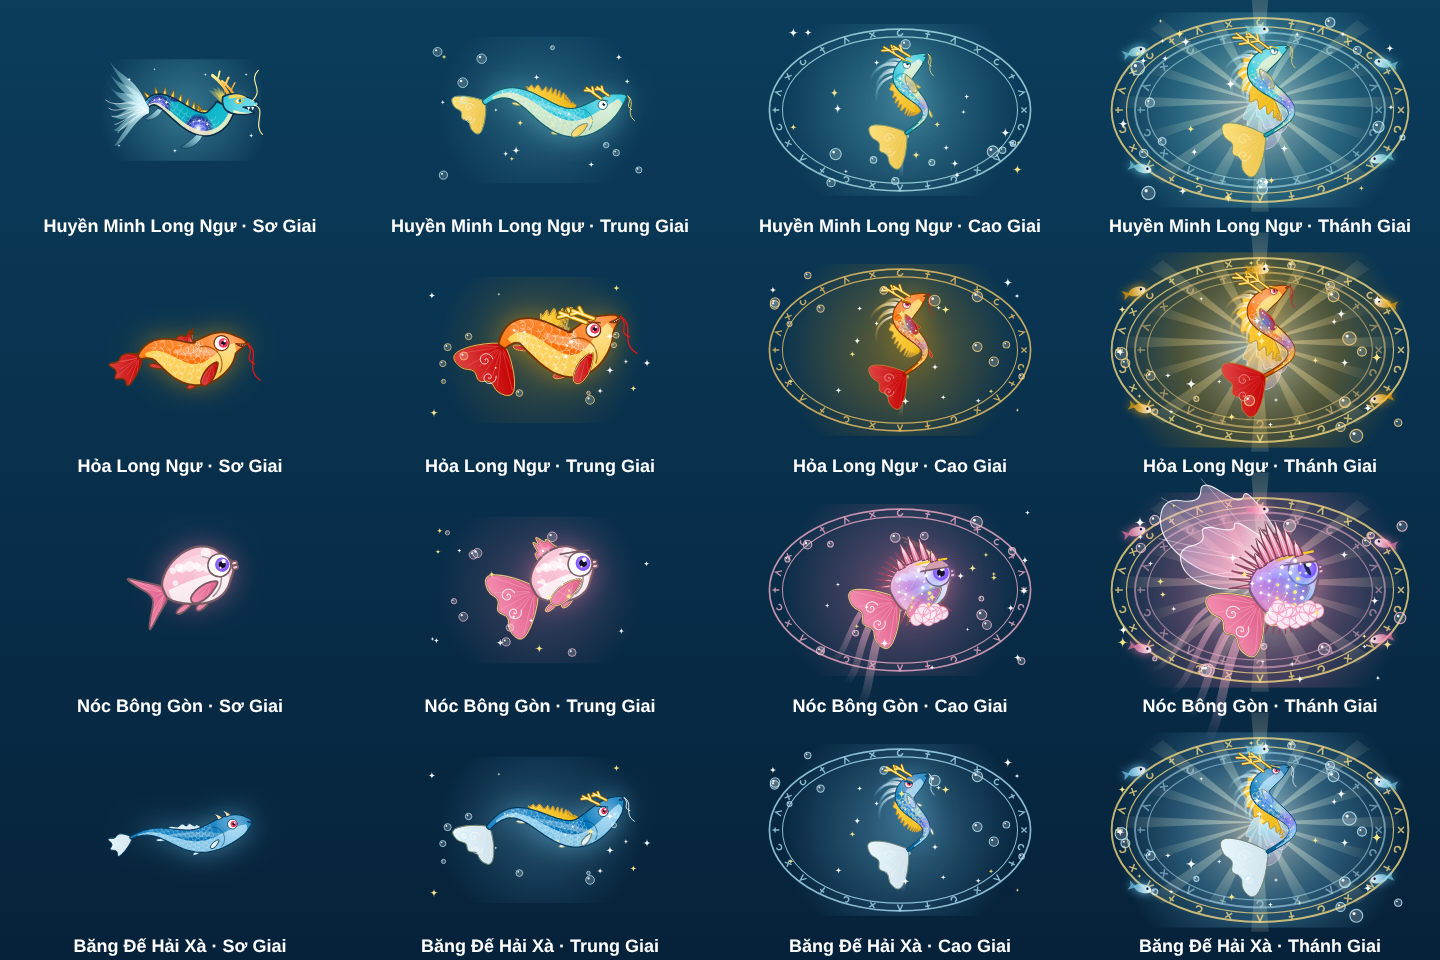 Huyền Minh Long Ngư · Sơ Giai
Huyền Minh Long Ngư · Trung Giai
Huyền Minh Long Ngư · Cao Giai
Huyền Minh Long Ngư · Thánh Giai
Hỏa Long Ngư · Sơ Giai
Hỏa Long Ngư · Trung Giai
Hỏa Long Ngư · Cao Giai
Hỏa Long Ngư · Thánh Giai
Nóc Bông Gòn · Sơ Giai
Nóc Bông Gòn · Trung Giai
Nóc Bông Gòn · Cao Giai
Nóc Bông Gòn · Thánh Giai
Băng Đế Hải Xà · Sơ Giai
Băng Đế Hải Xà · Trung Giai
Băng Đế Hải Xà · Cao Giai
Băng Đế Hải Xà · Thánh Giai